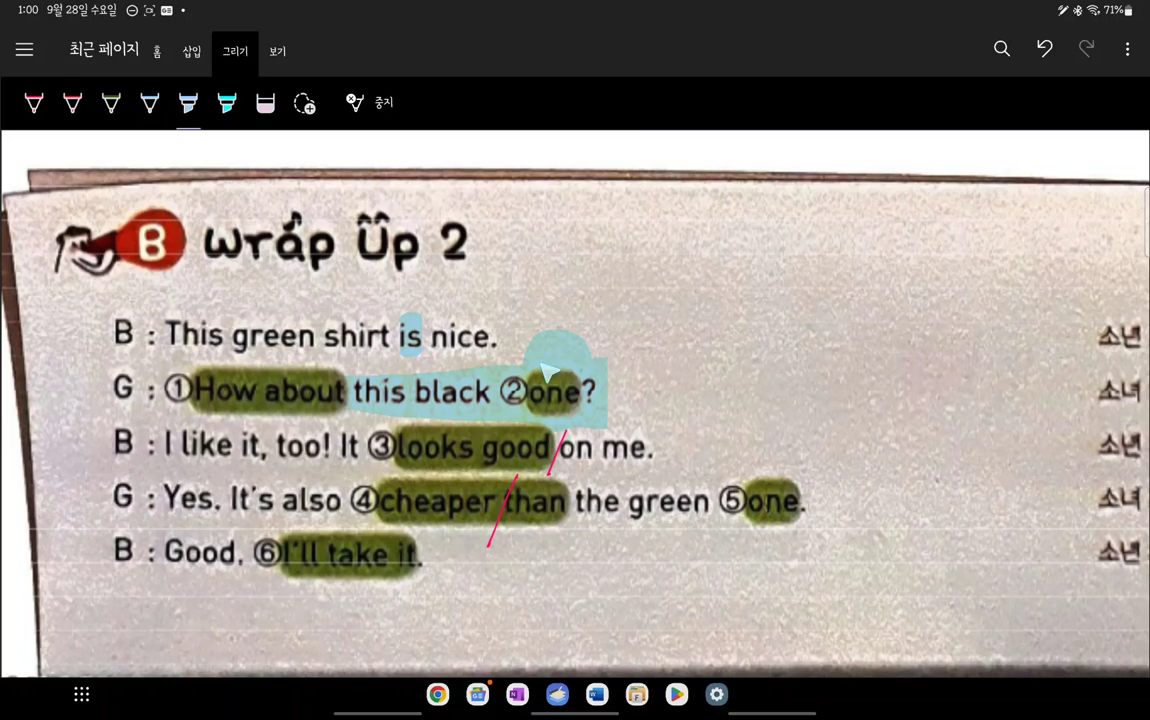 1:00 9월 28일 수요일
71%
최근 페이지 홈 삽입 그리기 보기
중지
B Wrap Up 2
B : This green shirt is nice. 소년
G : ①How about this black ②one? 소녀
B : I like it, too! It ③looks good on me. 소년
G : Yes. It's also ④cheaper than the green ⑤one. 소녀
B : Good. ⑥I'll take it. 소년